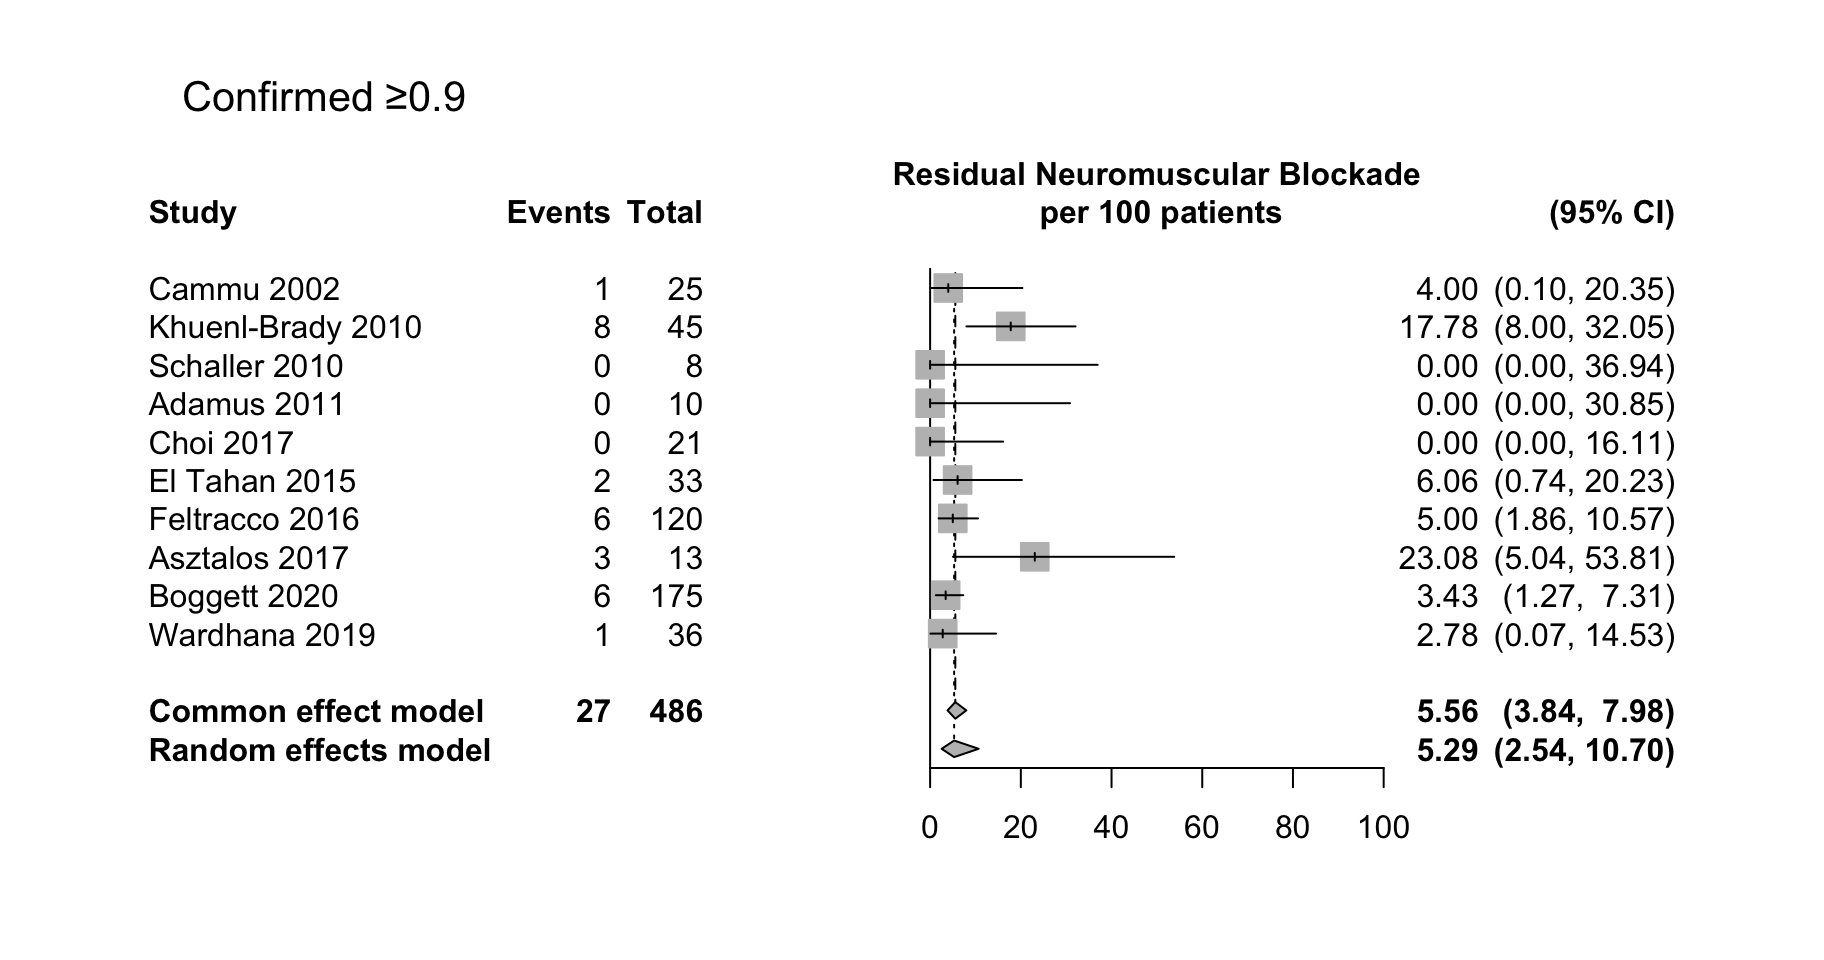 Confirmed ≥0.9
Residual Neuromuscular Blockade
Study Events Total per 100 patients (95% CI)
Cammu 2002 1 25 4.00 (0.10, 20.35)
Khuenl-Brady 2010 8 45 17.78 (8.00, 32.05)
Schaller 2010 0 8 0.00 (0.00, 36.94)
Adamus 2011 0 10 0.00 (0.00, 30.85)
Choi 2017 0 21 0.00 (0.00, 16.11)
El Tahan 2015 2 33 6.06 (0.74, 20.23)
Feltracco 2016 6 120 5.00 (1.86, 10.57)
Asztalos 2017 3 13 23.08 (5.04, 53.81)
Boggett 2020 6 175 3.43 (1.27, 7.31)
Wardhana 2019 1 36 2.78 (0.07, 14.53)
Common effect model 27 486 5.56 (3.84, 7.98)
Random effects model 5.29 (2.54, 10.70)
0 20 40 60 80 100